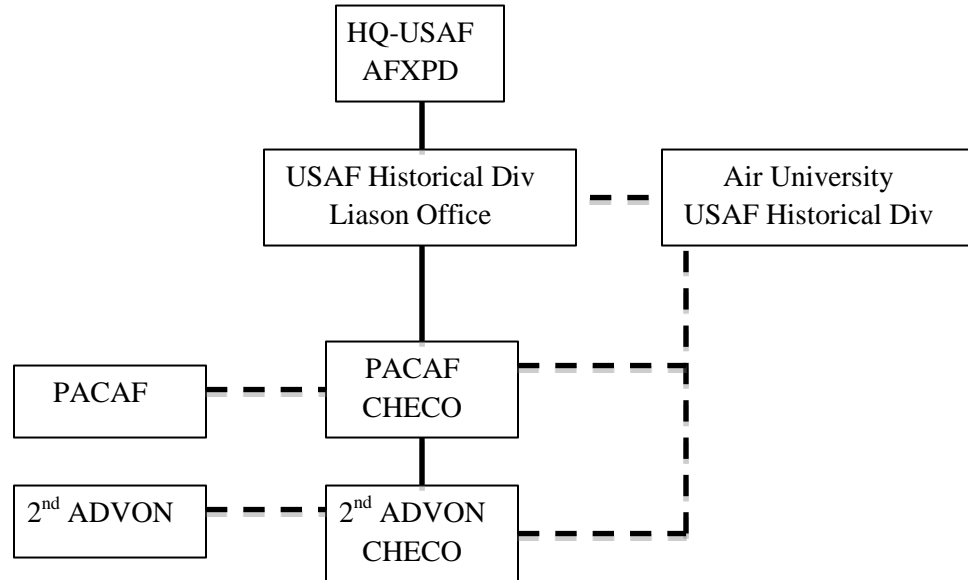 HQ-USAF
AFXPD
USAF Historical Div
Liason Office
Air University
USAF Historical Div
PACAF
CHECO
PACAF
2nd ADVON
2nd ADVON
CHECO